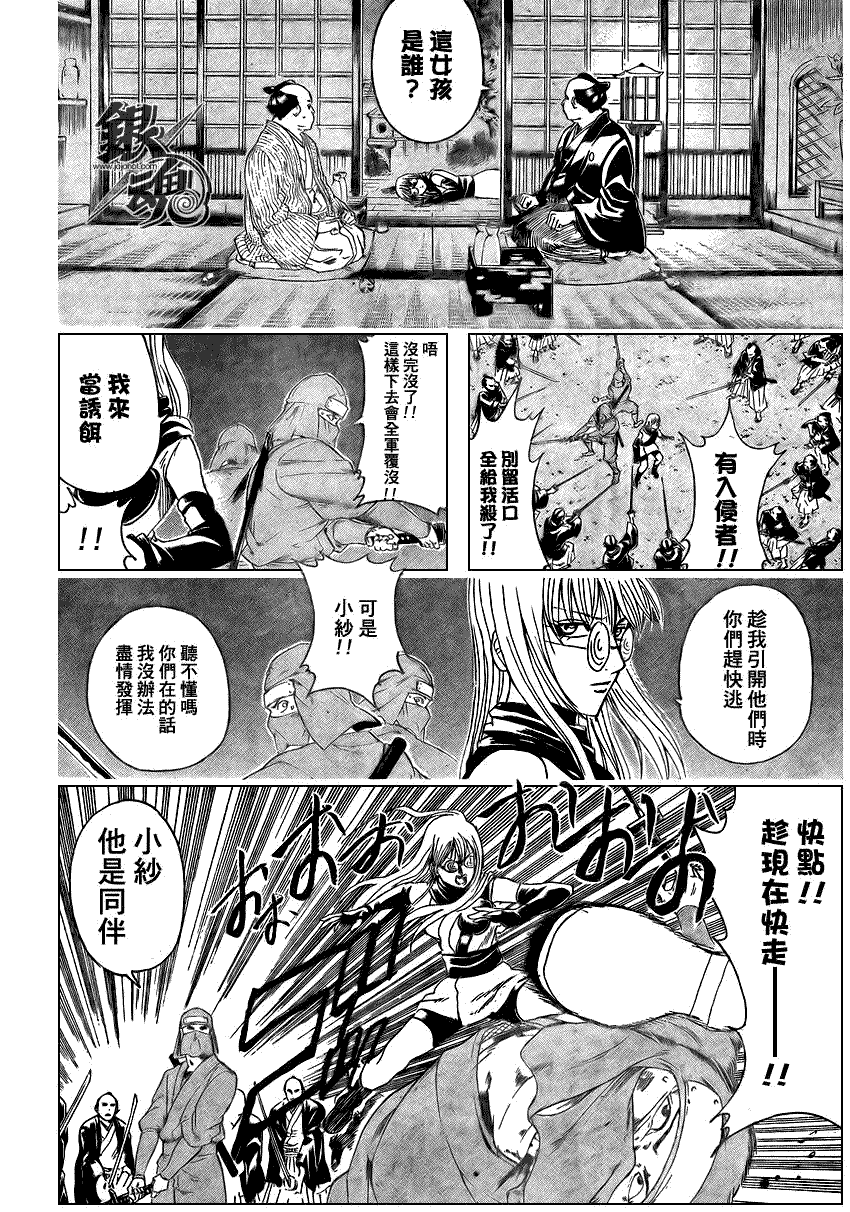 這女孩
是誰？
銀魂
www.jojohot.com
有入侵者!!
別留活口
全給我殺了!!
唔
沒完沒了!!
這樣下去會全軍覆沒!!
我來
當誘餌
!!
趁我引開他們時
你們趕快逃
可是
小紗!!
聽不懂嗎
你們在的話
我沒辦法
盡情發揮
快點!!
趁現在快走——!!
おおおおおぉ
小紗
他是同伴